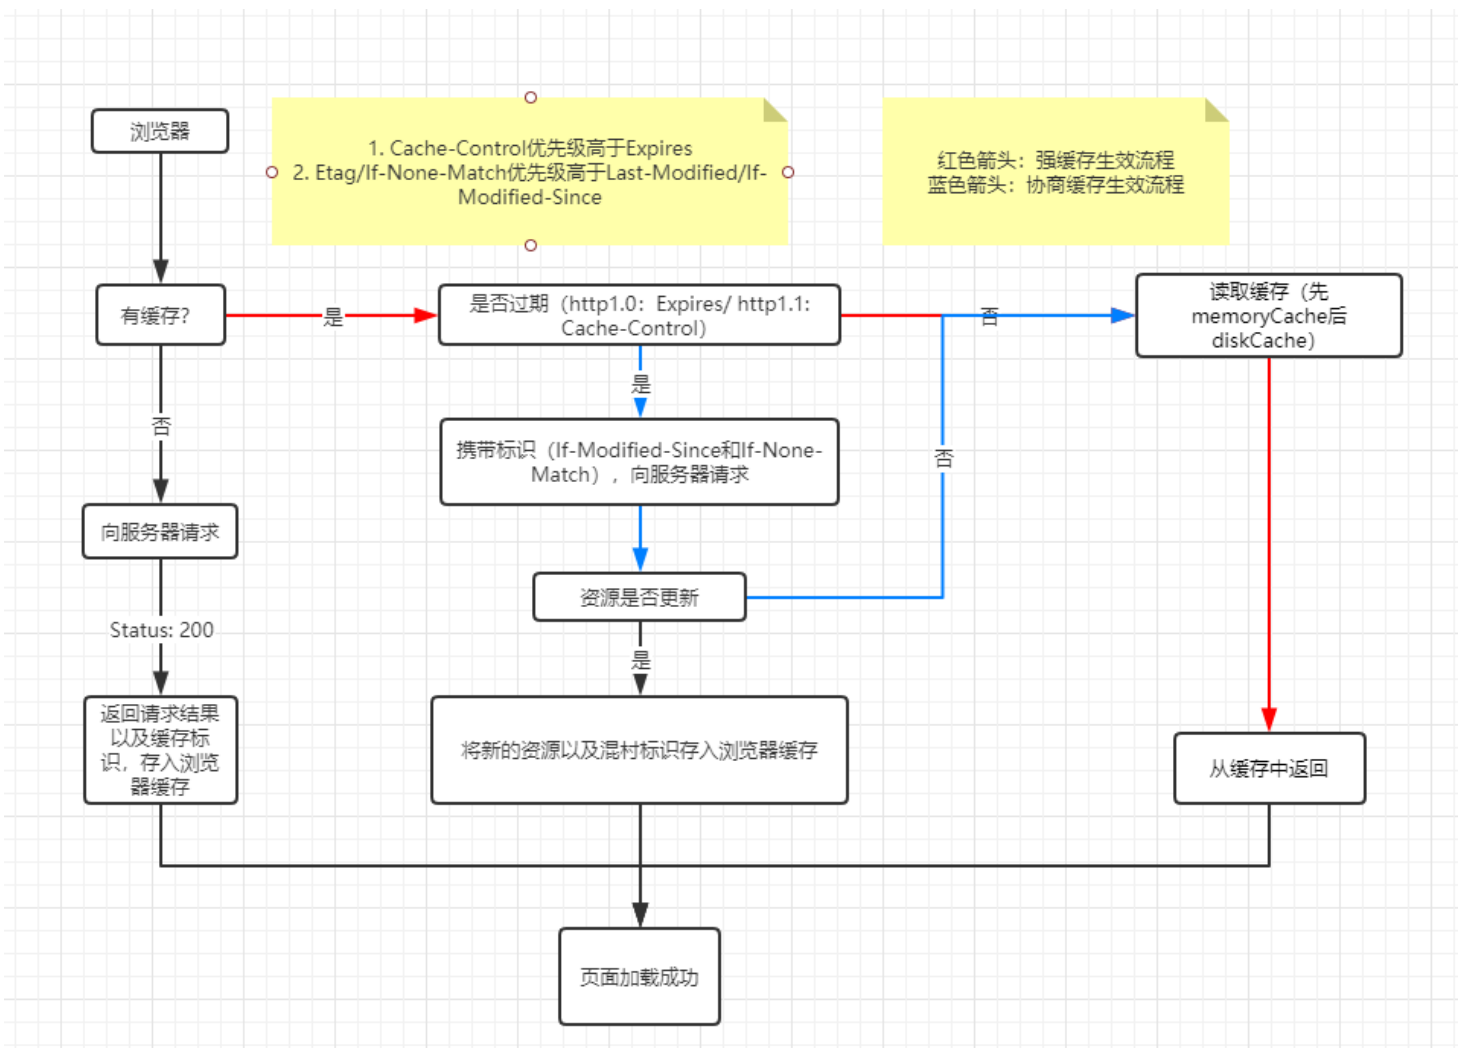 浏览器
1. Cache-Control优先级高于Expires
2. Etag/If-None-Match优先级高于Last-Modified/If-
Modified-Since
红色箭头：强缓存生效流程
蓝色箭头：协商缓存生效流程
有缓存？
是
是否过期（http1.0：Expires/ http1.1：
Cache-Control）
否
读取缓存（先
memoryCache后
diskCache）
是
否
携带标识（If-Modified-Since和If-None-
Match），向服务器请求
否
向服务器请求
资源是否更新
Status: 200
是
返回请求结果
以及缓存标
识，存入浏览
器缓存
将新的资源以及混村标识存入浏览器缓存
从缓存中返回
页面加载成功